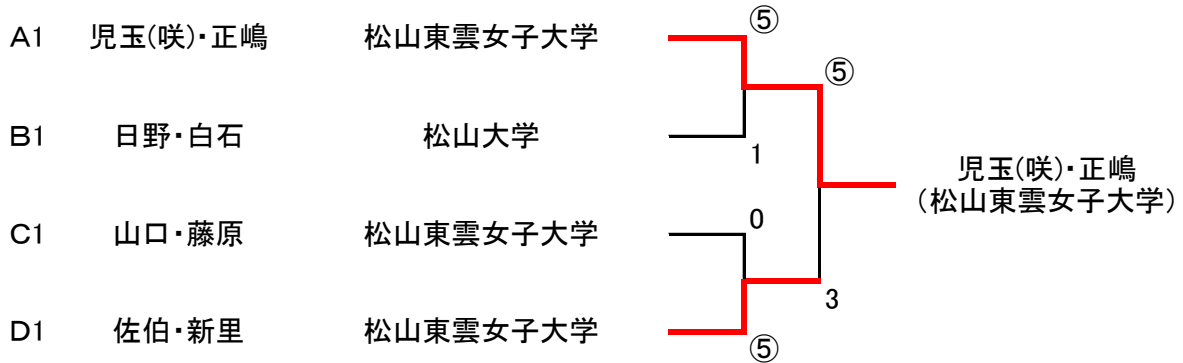 ⑤
A1 児玉(咲)・正嶋 松山東雲女子大学
⑤
B1 日野・白石 松山大学
1
児玉(咲)・正嶋
(松山東雲女子大学)
0
C1 山口・藤原 松山東雲女子大学
3
D1 佐伯・新里 松山東雲女子大学
⑤